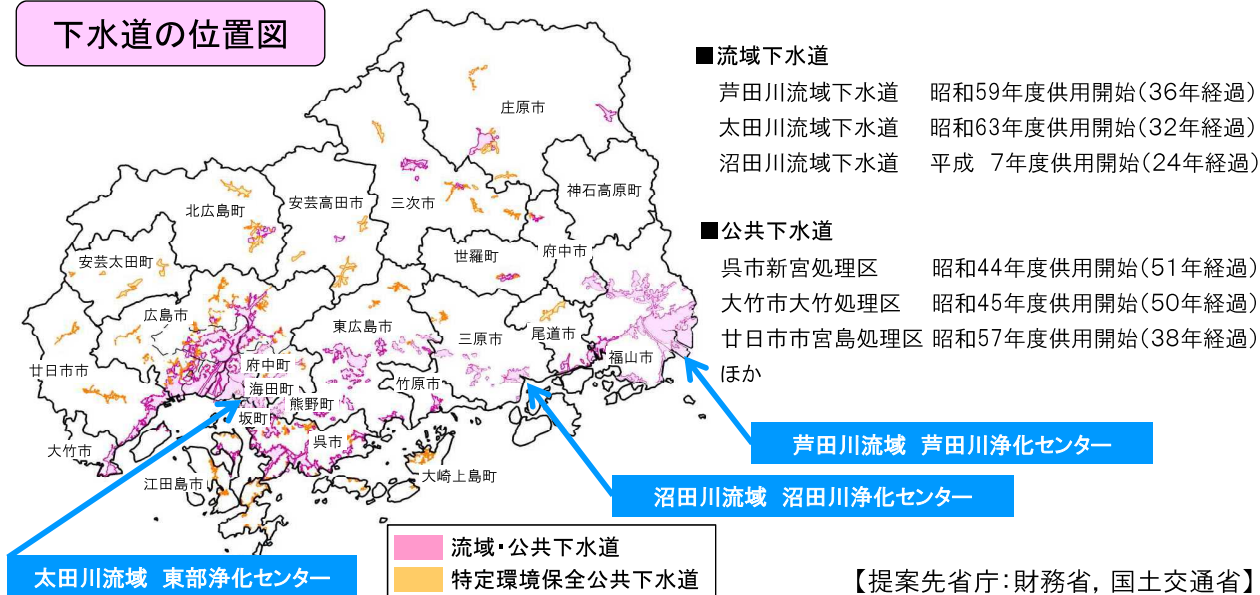 下水道の位置図
■流域下水道
芦田川流域下水道 昭和59年度供用開始(36年経過)
太田川流域下水道 昭和63年度供用開始(32年経過)
沼田川流域下水道 平成 7年度供用開始(24年経過)
■公共下水道
呉市新宮処理区 昭和44年度供用開始(51年経過)
大竹市大竹処理区 昭和45年度供用開始(50年経過)
廿日市市宮島処理区 昭和57年度供用開始(38年経過)
ほか
庄原市
神石高原町
三次市
安芸高田市
北広島町
安芸太田町
世羅町
府中市
広島市
東広島市
三原市
尾道市
福山市
廿日市市
府中町
海田町
熊野町
竹原市
坂町
呉市
大竹市
江田島市
大崎上島町
芦田川流域 芦田川浄化センター
沼田川流域 沼田川浄化センター
太田川流域 東部浄化センター
流域・公共下水道
特定環境保全公共下水道
【提案先省庁:財務省,国土交通省】